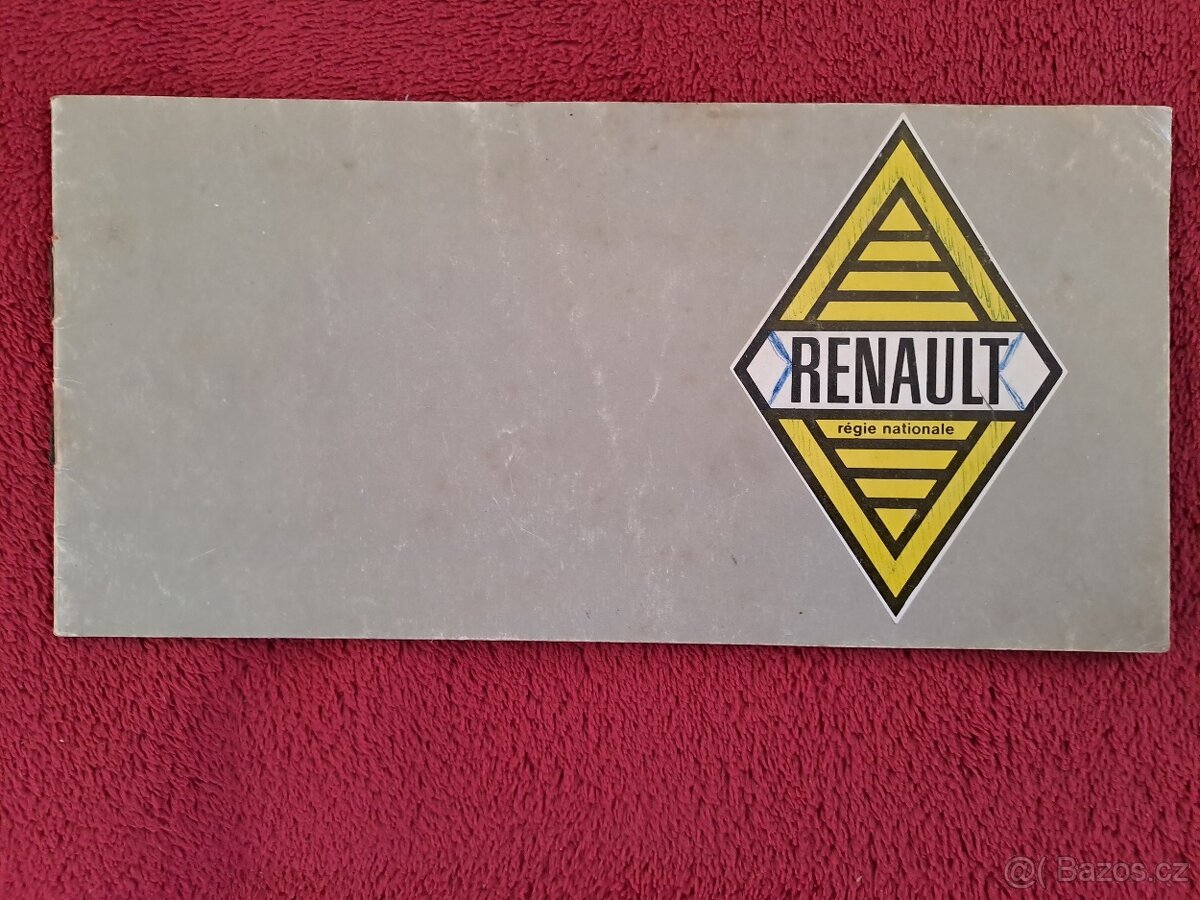 RENAULT
régie nationale
@( Bazos.cz